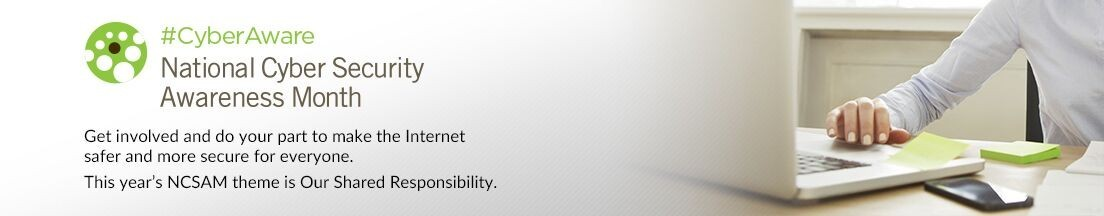 #CyberAware
National Cyber Security
Awareness Month
Get involved and do your part to make the Internet
safer and more secure for everyone.
This year's NCSAM theme is Our Shared Responsibility.